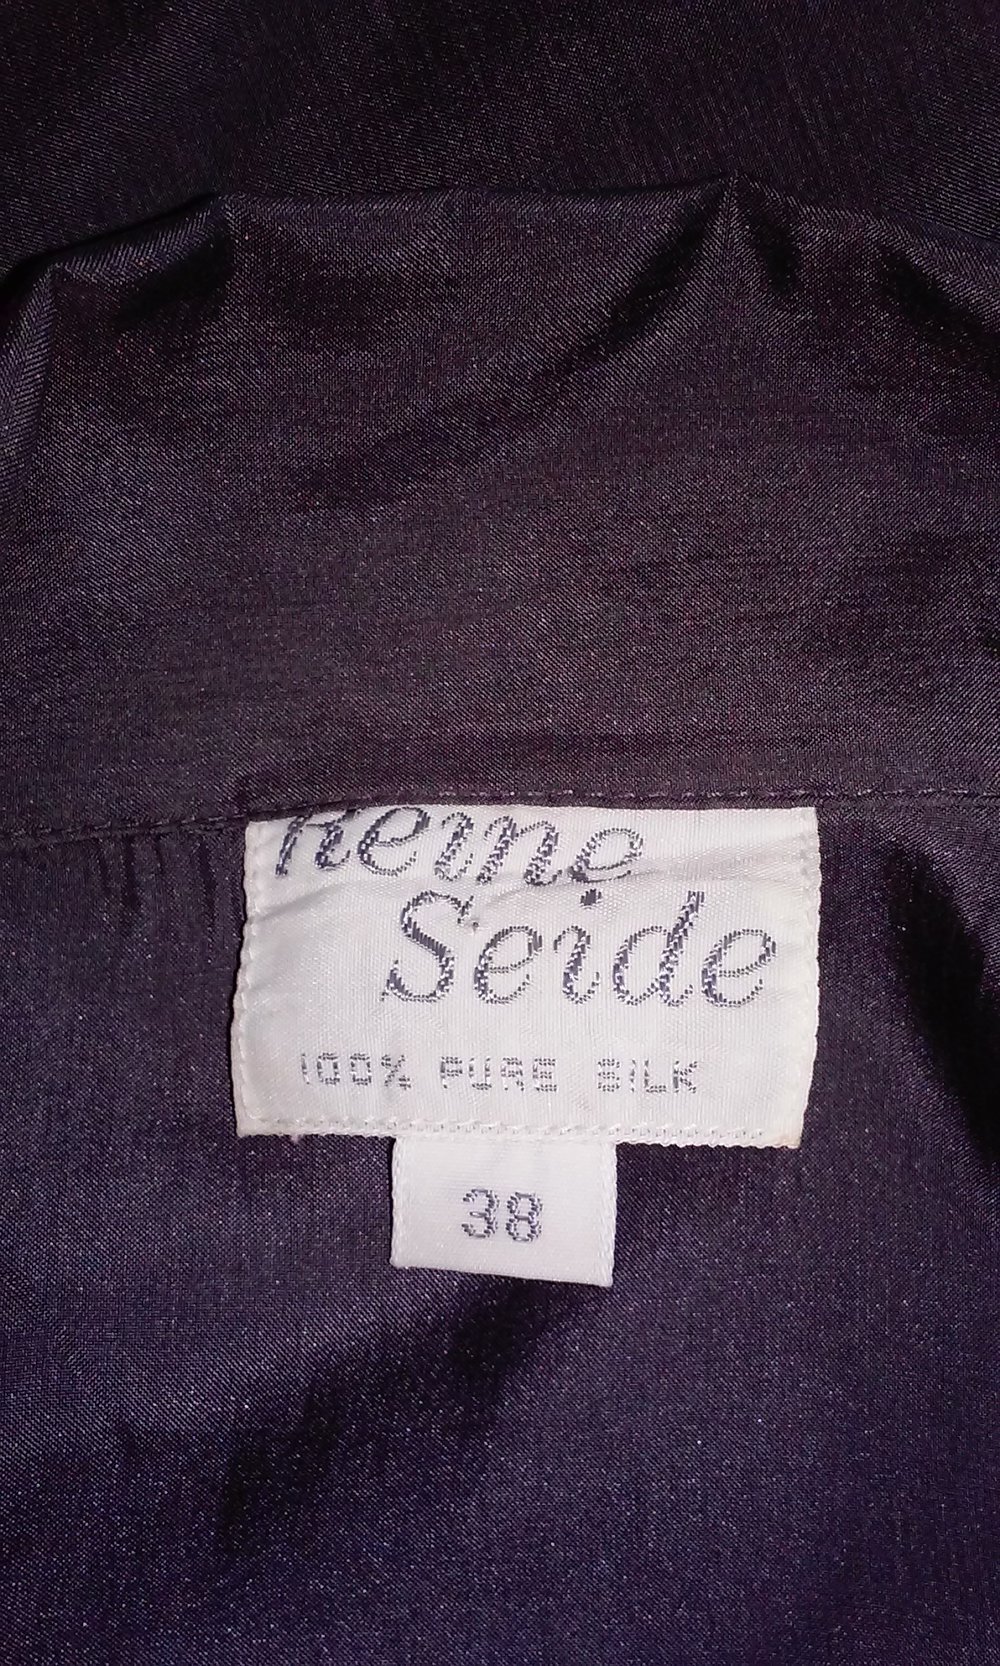 Reine
Seide
100% PURE SILK
38